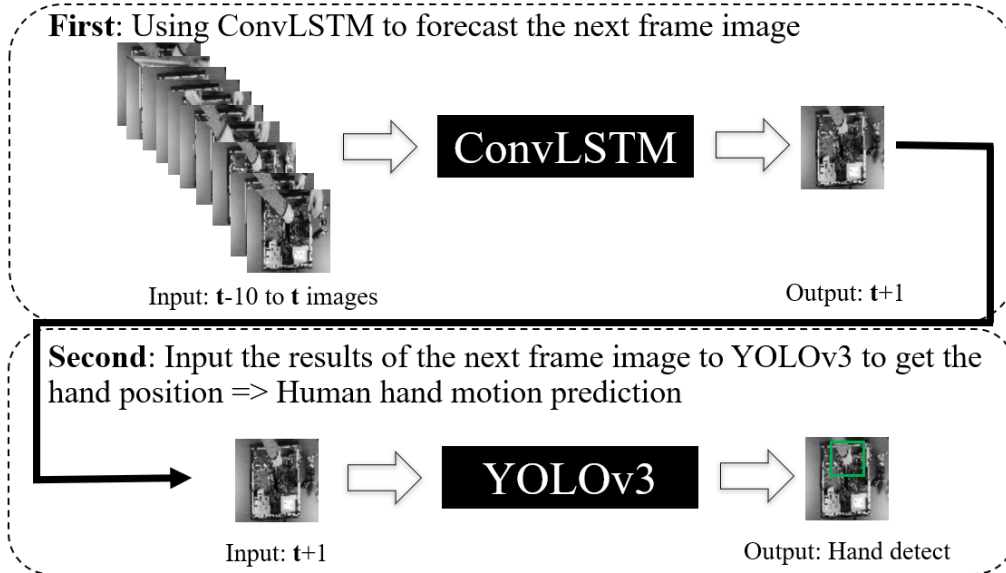 First: Using ConvLSTM to forecast the next frame image
ConvLSTM
Input: t-10 to t images
Output: t+1
Second: Input the results of the next frame image to YOLOv3 to get the
hand position => Human hand motion prediction
YOLOv3
Input: t+1
Output: Hand detect